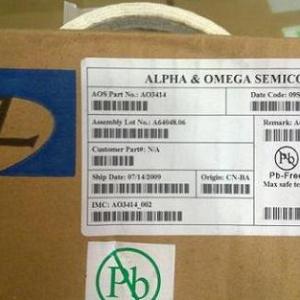 ALPHA & OMEGA SEMICO
AOS Part No.: AO3414
Date Code: 09S
Assembly Lot No.: A64048.06
Remark: A
Customer Part#: N/A
Pb
Pb-Free
Ship Date: 07/14/2009
Origin: CN-BA
Max safe te
IMC: AO3414_002
Pb
L